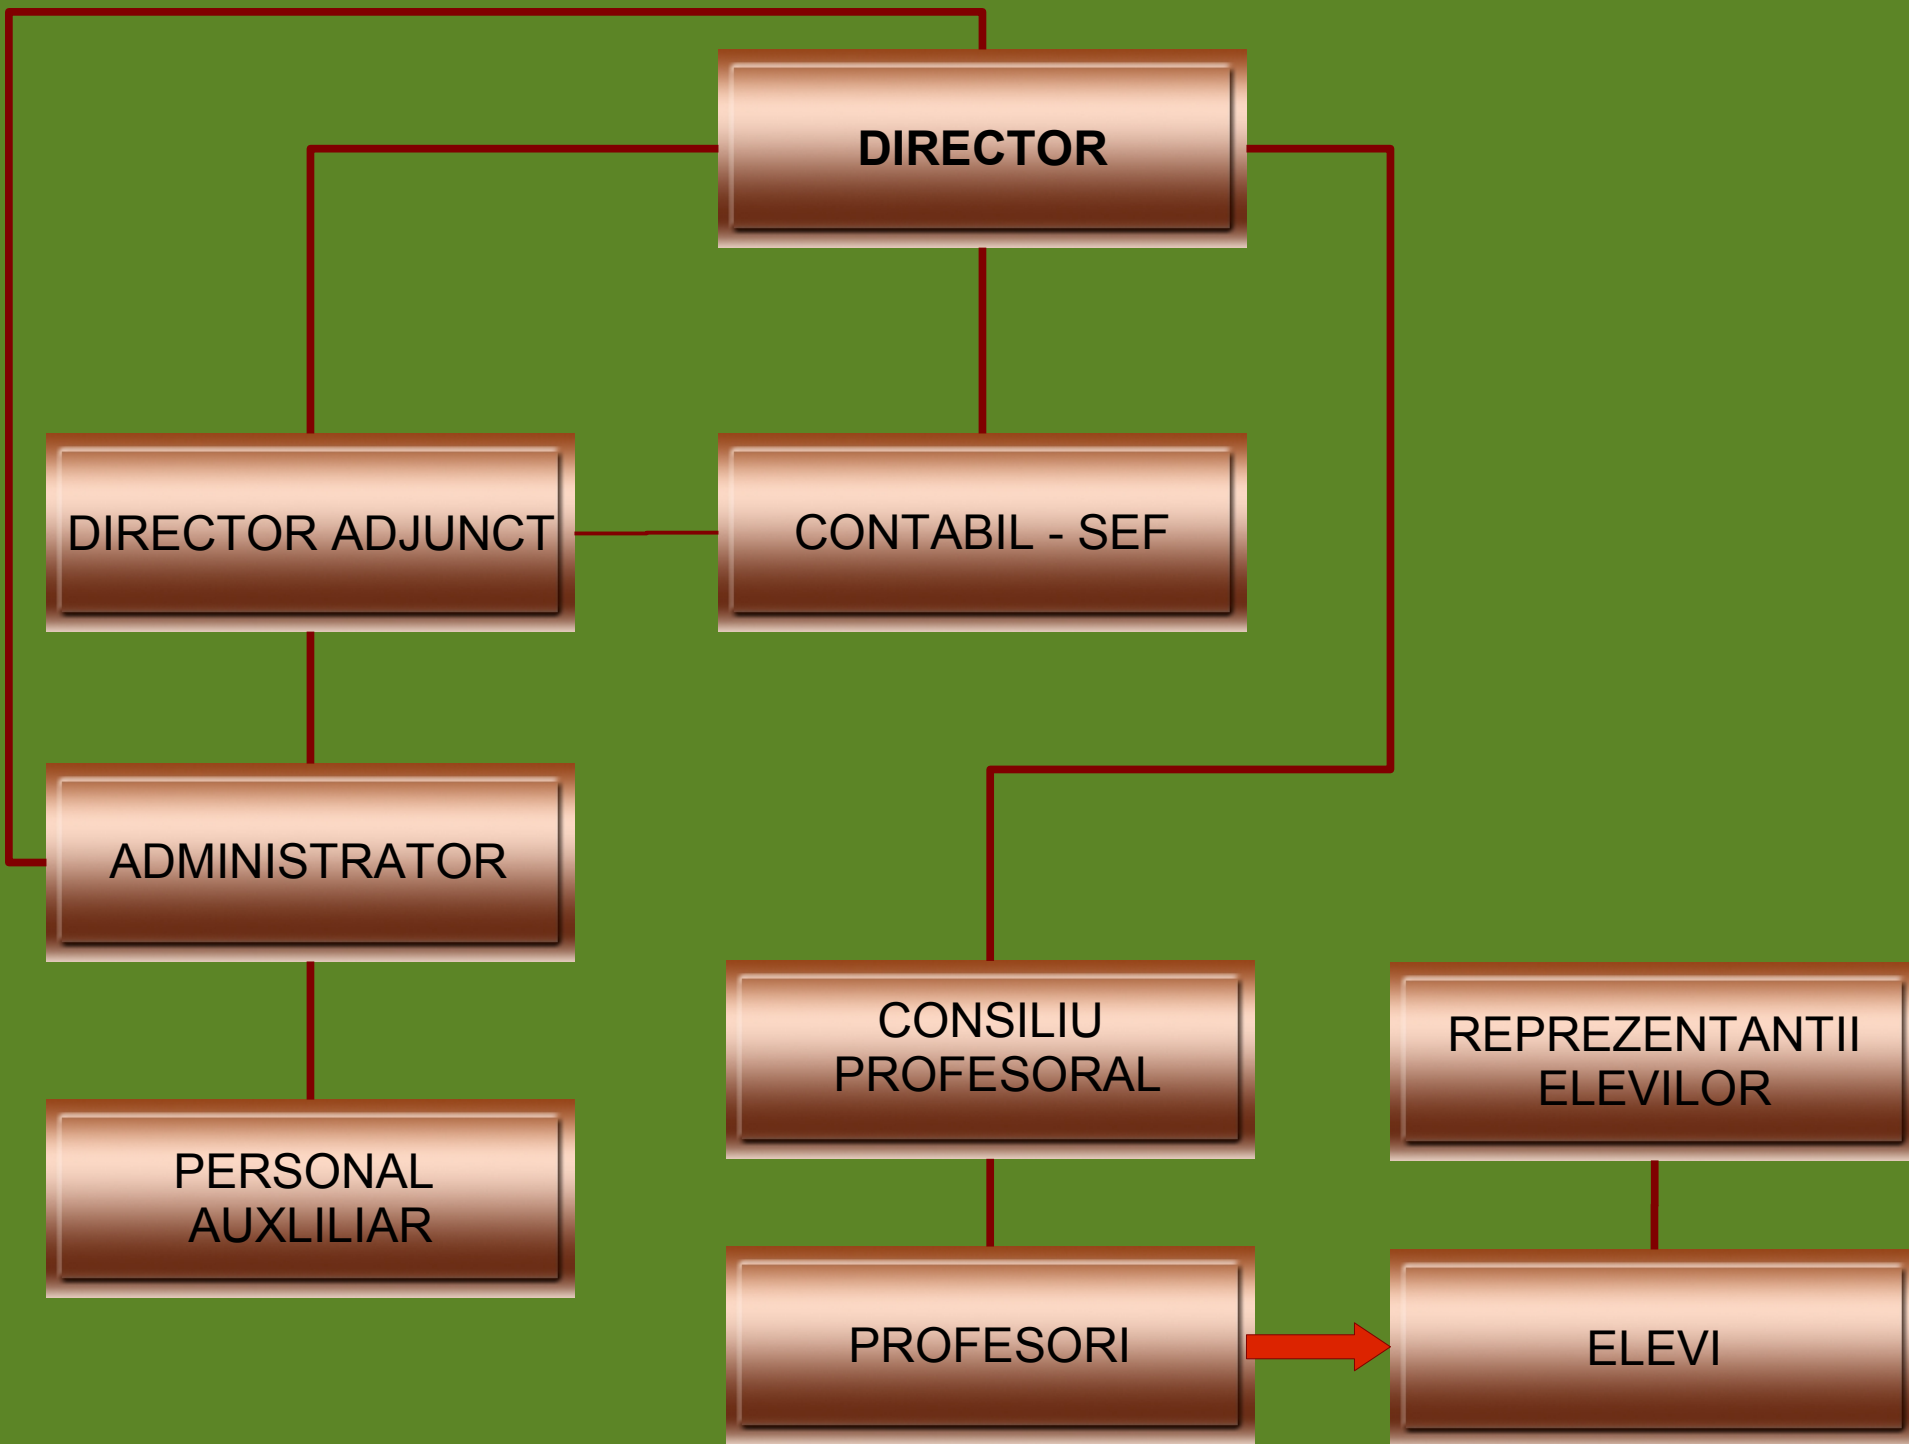 DIRECTOR
DIRECTOR ADJUNCT
CONTABIL - SEF
ADMINISTRATOR
CONSILIU
PROFESORAL
REPREZENTANTII
ELEVILOR
PERSONAL
AUXLILIAR
PROFESORI
ELEVI